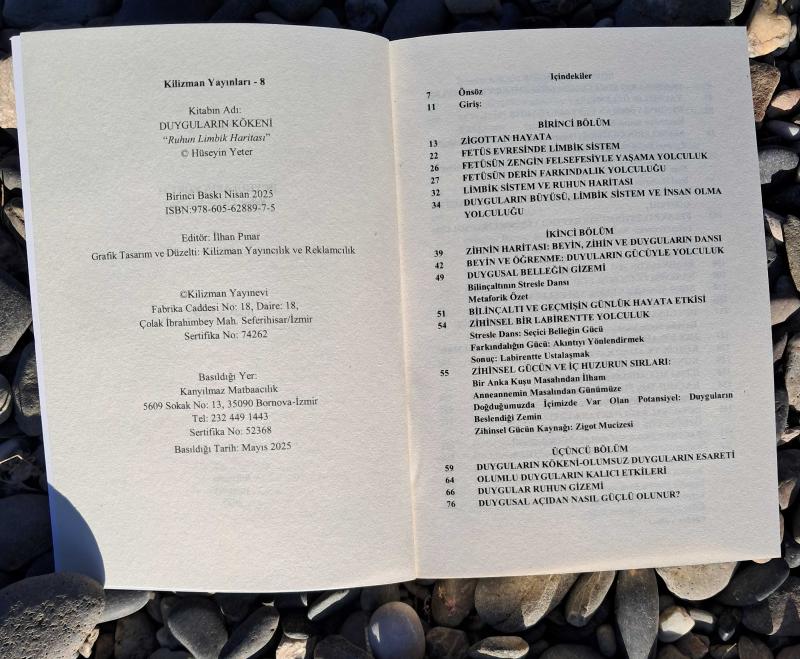 Kilizman Yayınları - 8
Kitabın Adı:
DUYGULARIN KÖKENİ
“Ruhun Limbik Haritası”
© Hüseyin Yeter
Birinci Baskı Nisan 2025
ISBN:978-605-62889-7-5
Editör: İlhan Pınar
Grafik Tasarım ve Düzelti: Kilizman Yayıncılık ve Reklamcılık
©Kilizman Yayınevi
Fabrika Caddesi No: 18, Daire: 18,
Çolak İbrahimbey Mah. Seferihisar/İzmir
Sertifika No: 74262
Basıldığı Yer:
Kanyılmaz Matbaacılık
5609 Sokak No: 13, 35090 Bornova-İzmir
Tel: 232 449 1443
Sertifika No: 52368
Basıldığı Tarih: Mayıs 2025
İçindekiler
7 Önsöz
11 Giriş:
BİRİNCİ BÖLÜM
13 ZİGOTTAN HAYATA
22 FETÜS EVRESİNDE LİMBİK SİSTEM
26 FETÜSÜN ZENGİN FELSEFESİYLE YAŞAMA YOLCULUK
27 FETÜSÜN DERİN FARKINDALIK YOLCULUĞU
32 LİMBİK SİSTEM VE RUHUN HARİTASI
34 DUYGULARIN BÜYÜSÜ, LİMBİK SİSTEM VE İNSAN OLMA
YOLCULUĞU
İKİNCİ BÖLÜM
39 ZİHNİN HARİTASI: BEYİN, ZİHİN VE DUYGULARIN DANSI
42 BEYİN VE ÖĞRENME: DUYULARIN GÜCÜYLE YOLCULUK
49 DUYGUSAL BELLEĞİN GİZEMİ
Bilinçaltının Stresle Dansı
Metaforik Özet
51 BİLİNÇALTI VE GEÇMİŞİN GÜNLÜK HAYATA ETKİSİ
54 ZİHİNSEL BİR LABİRENTTE YOLCULUK
Stresle Dans: Seçici Belleğin Gücü
Farkındalığın Gücü: Akıntıyı Yönlendirmek
Sonuç: Labirentte Ustalaşmak
55 ZİHİNSEL GÜCÜN VE İÇ HUZURUN SIRLARI:
Bir Anka Kuşu Masalından İlham
Anneannemin Masalından Günümüze
Doğduğumuzda İçimizde Var Olan Potansiyel: Duyguların
Beslendiği Zemin
Zihinsel Gücün Kaynağı: Zigot Mucizesi
ÜÇÜNCÜ BÖLÜM
59 DUYGULARIN KÖKENİ-OLUMSUZ DUYGULARIN ESARETİ
64 OLUMLU DUYGULARIN KALICI ETKİLERİ
66 DUYGULAR RUHUN GİZEMİ
76 DUYGUSAL AÇIDAN NASIL GÜÇLÜ OLUNUR?